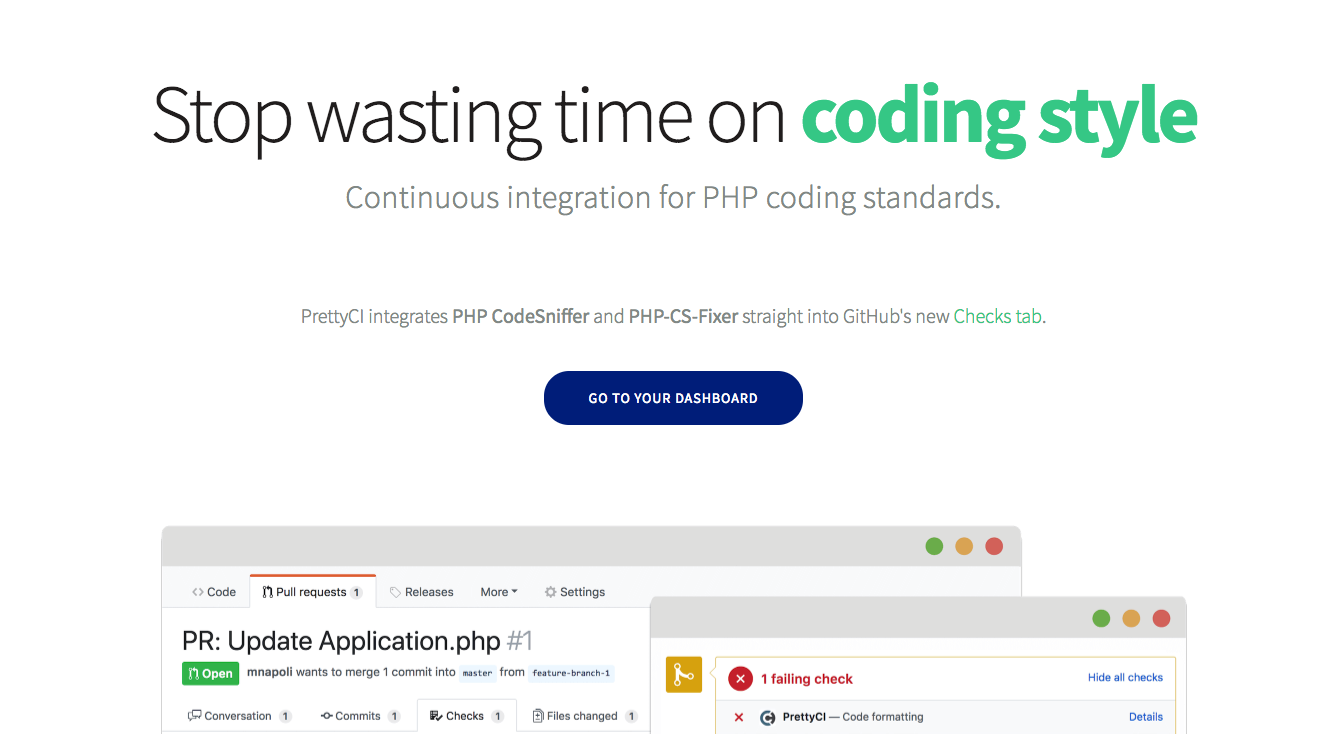 Stop wasting time on coding style
Continuous integration for PHP coding standards.
PrettyCI integrates PHP CodeSniffer and PHP-CS-Fixer straight into GitHub's new Checks tab.
GO TO YOUR DASHBOARD
Code Pull requests 1 Releases More Settings
PR: Update Application.php #1
Open mnapoli wants to merge 1 commit into master from feature-branch-1
Conversation 1 Commits 1 Checks 1 Files changed 1
1 failing check Hide all checks
PrettyCI — Code formatting Details